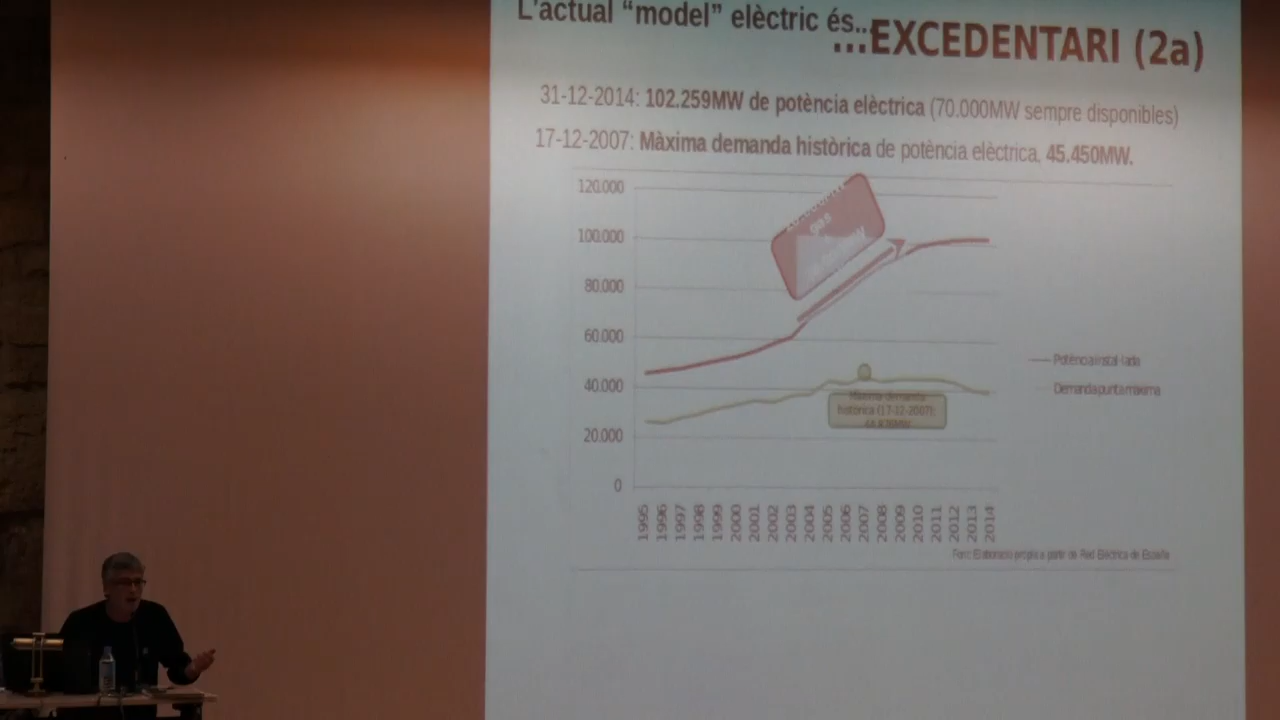 L'actual “model” elèctric és...
...EXCEDENTARI (2a)
31-12-2014: 102.259MW de potència elèctrica (70.000MW sempre disponibles)
17-12-2007: Màxima demanda històrica de potència elèctrica, 45.450MW.
120.000
100.000
80.000
60.000
40.000
20.000
0
gas
Màxima demanda
històrica (17-12-2007):
Potència instal·lada
Demanda punta màxima
1995 1996 1997 1998 1999 2000 2001 2002 2003 2004 2005 2006 2007 2008 2009 2010 2011 2012 2013 2014
Font: Elaboració pròpia a partir de Red Eléctrica de España